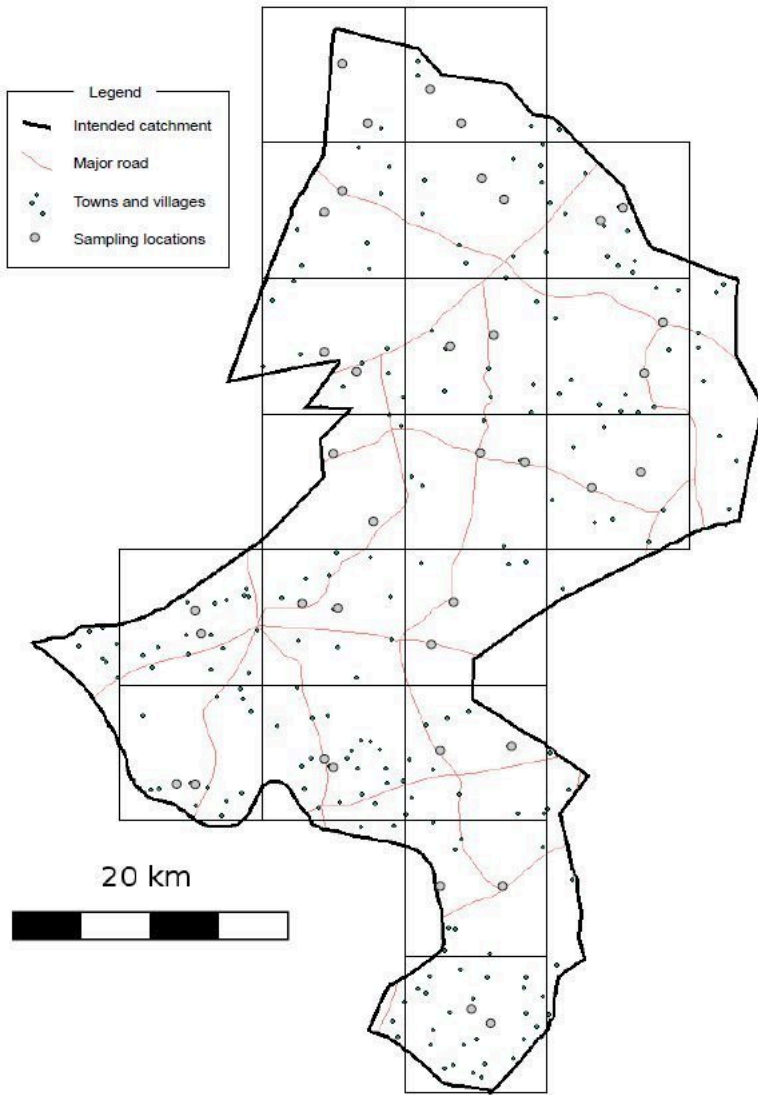 Legend
Intended catchment
Major road
Towns and villages
Sampling locations
20 km